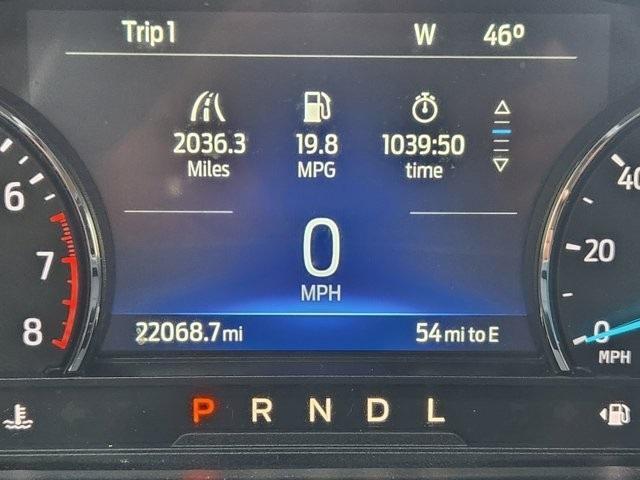 Trip 1 W 46º
2036.3 19.8 1039:50
Miles MPG time
6
7
8
0
MPH
40
20
0
MPH
22068.7 mi 54 mi to E
P R N D L